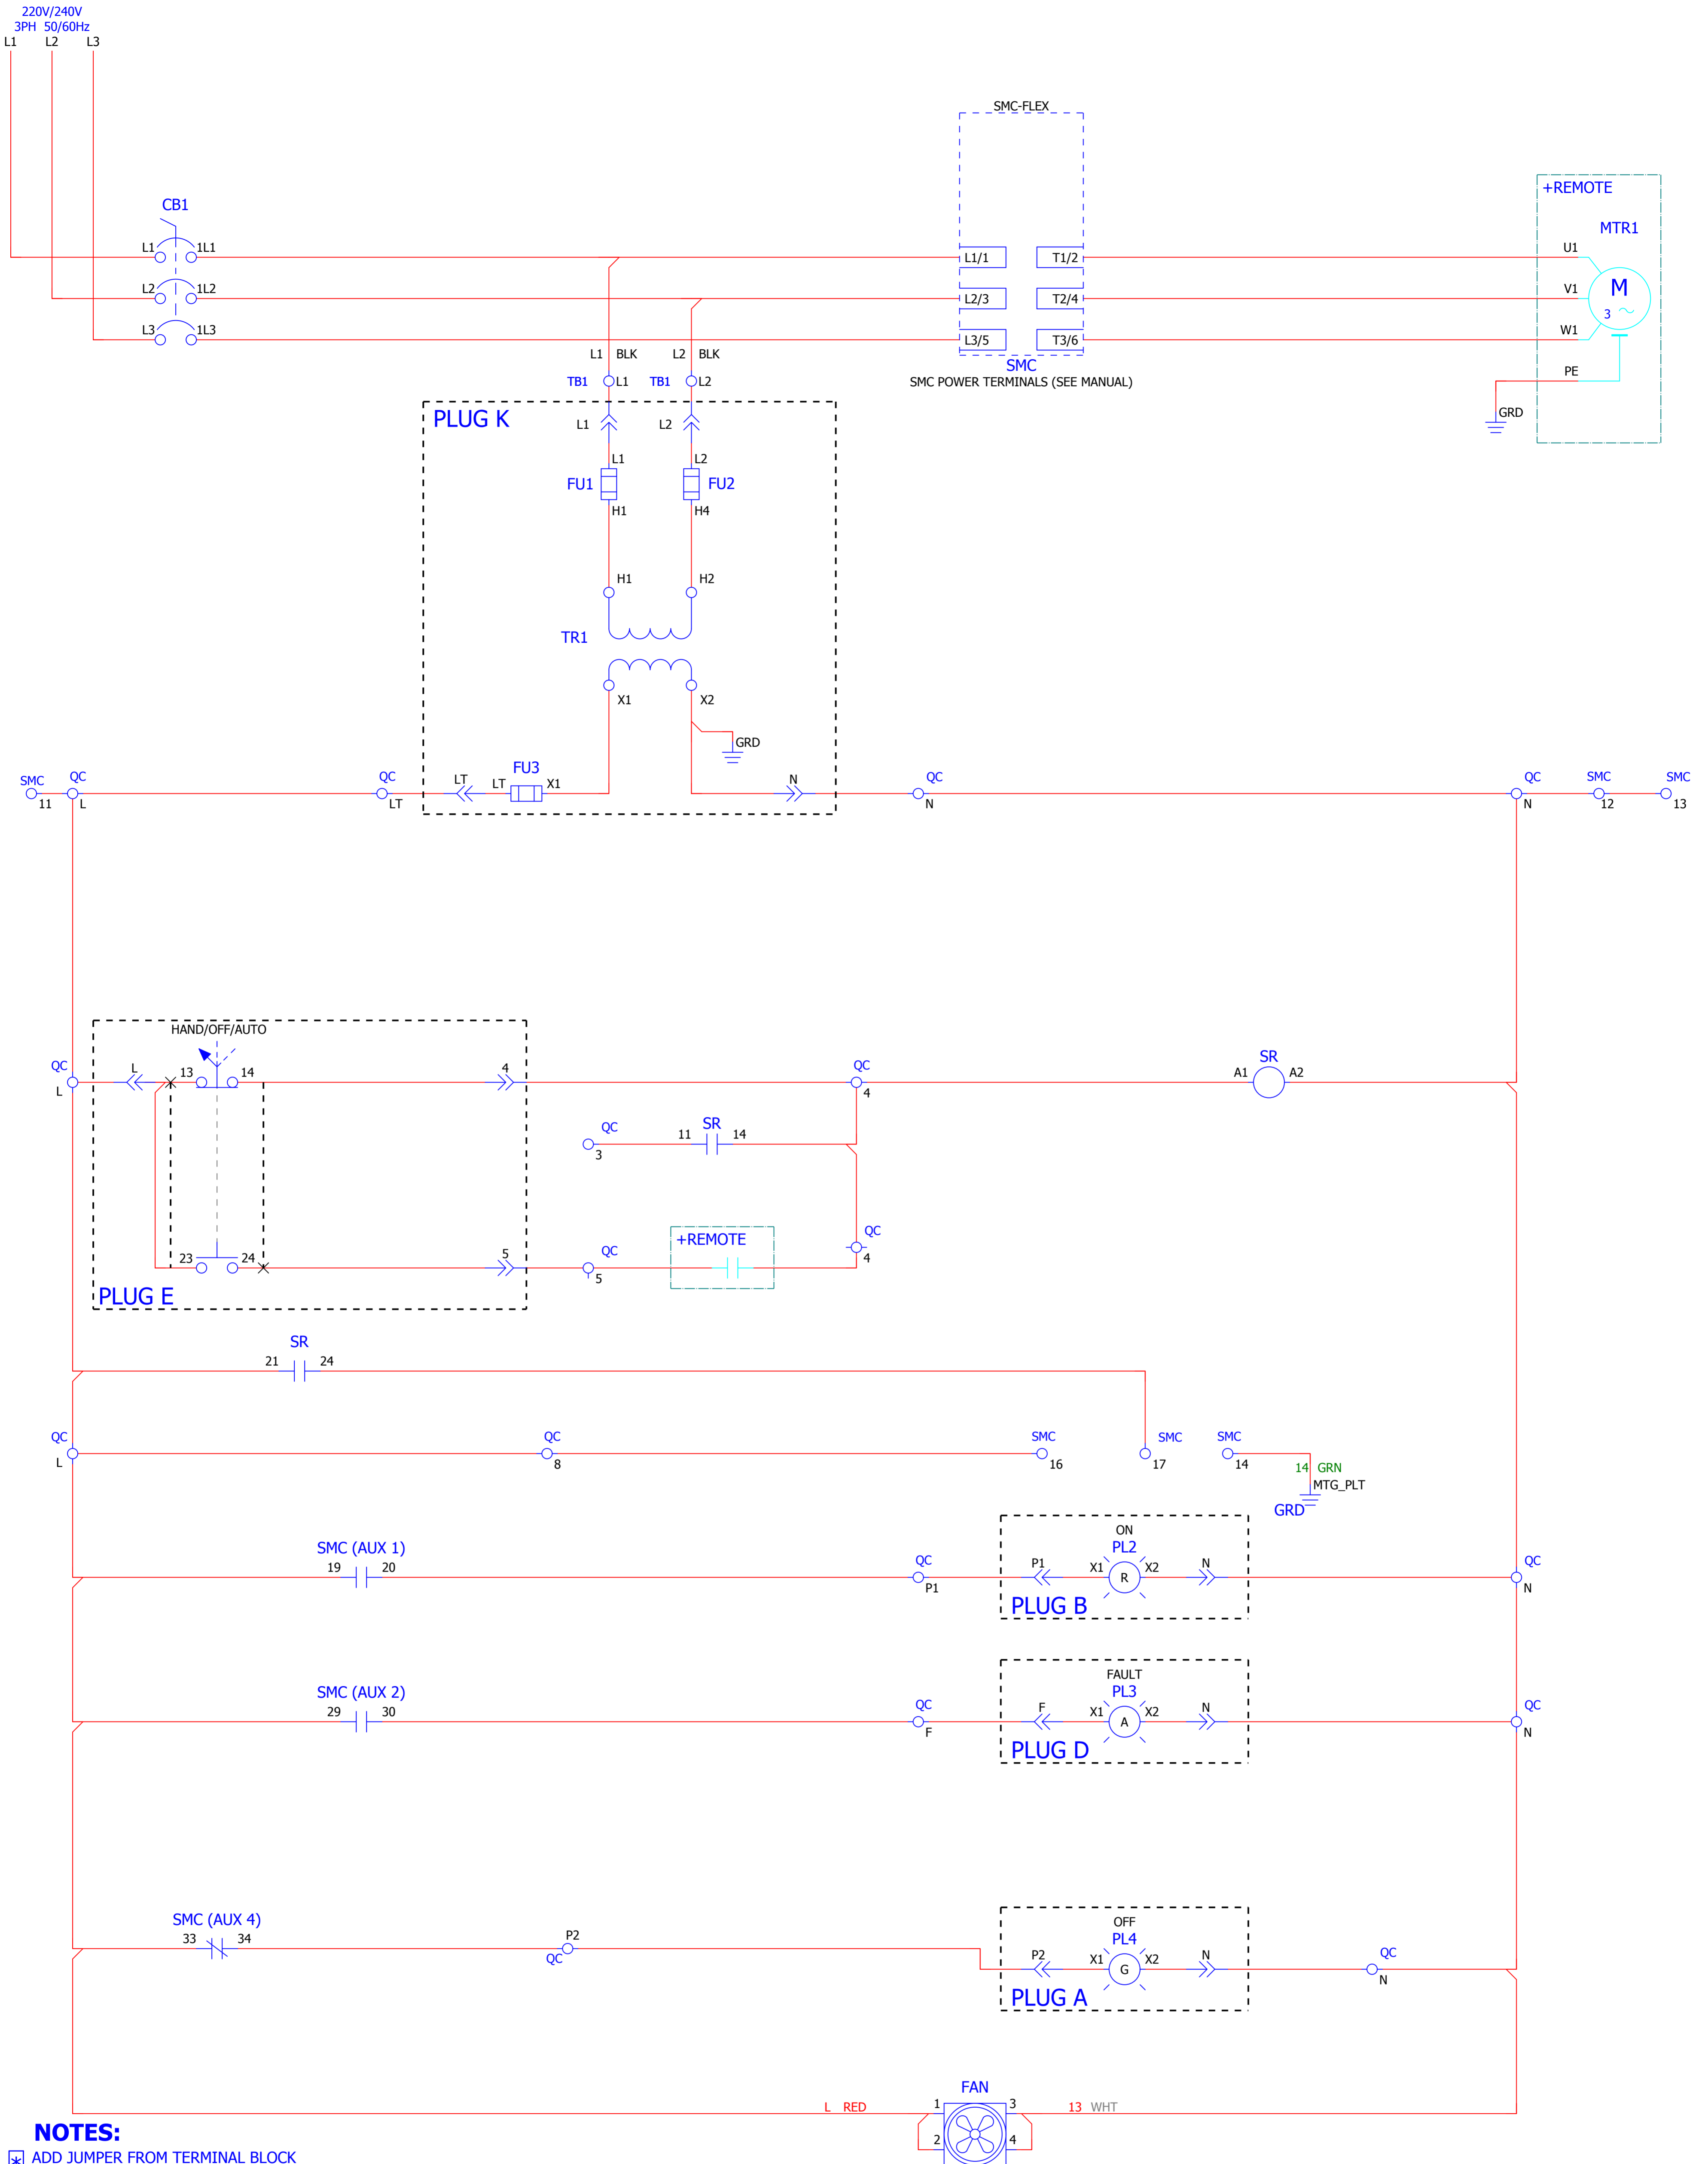 220V/240V
3PH 50/60Hz
L1 L2 L3
SMC-FLEX
+REMOTE
CB1
MTR1
L1 1L1
L1/1 T1/2
U1
L2 1L2
L2/3 T2/4
V1
M
3
L3 1L3
L3/5 T3/6
W1
L1 BLK L2 BLK
SMC
SMC POWER TERMINALS (SEE MANUAL)
PE
TB1 L1 TB1 L2
GRD
PLUG K
L1 L2
L1 L2
FU1 FU2
H1 H4
H1 H2
TR1
X1 X2
GRD
SMC QC QC LT LT FU3 X1 N QC QC SMC SMC
11 L LT N N 12 13
HAND/OFF/AUTO
QC L 13 14 4 QC SR
L 4 A1 A2
QC 11 SR 14
3
+REMOTE
QC
4
23 24 5 QC
5
PLUG E
SR
21 24
QC QC SMC SMC SMC
L 8 16 17 14
14 GRN
MTG_PLT
GRD
ON
SMC (AUX 1) PL2
19 20 QC P1 X1 R X2 N QC
P1 N
PLUG B
FAULT
SMC (AUX 2) PL3
29 30 QC F X1 A X2 N QC
F N
PLUG D
SMC (AUX 4) OFF
33 34 P2 PL4
QC P2 X1 G X2 N QC
N
PLUG A
FAN
L RED 1 3 13 WHT
2 4
NOTES:
* ADD JUMPER FROM TERMINAL BLOCK